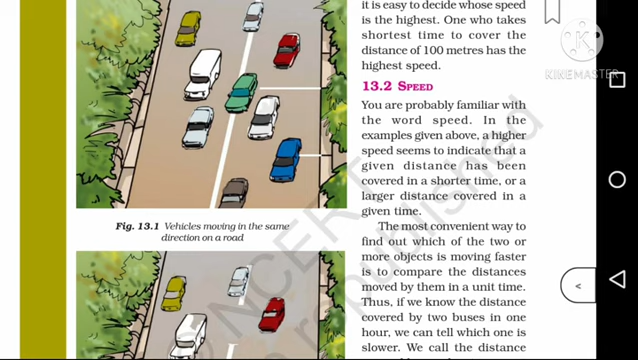 it is easy to decide whose speed
is the highest. One who takes
shortest time to cover the
distance of 100 metres has the
highest speed.
13.2 SPEED
You are probably familiar with
the word speed. In the
examples given above, a higher
speed seems to indicate that a
given distance has been
covered in a shorter time, or a
larger distance covered in a
given time.
The most convenient way to
find out which of the two or
more objects is moving faster
is to compare the distances
moved by them in a unit time.
Thus, if we know the distance
covered by two buses in one
hour, we can tell which one is
slower. We call the distance
Fig. 13.1 Vehicles moving in the same
direction on a road
KINEMASTER